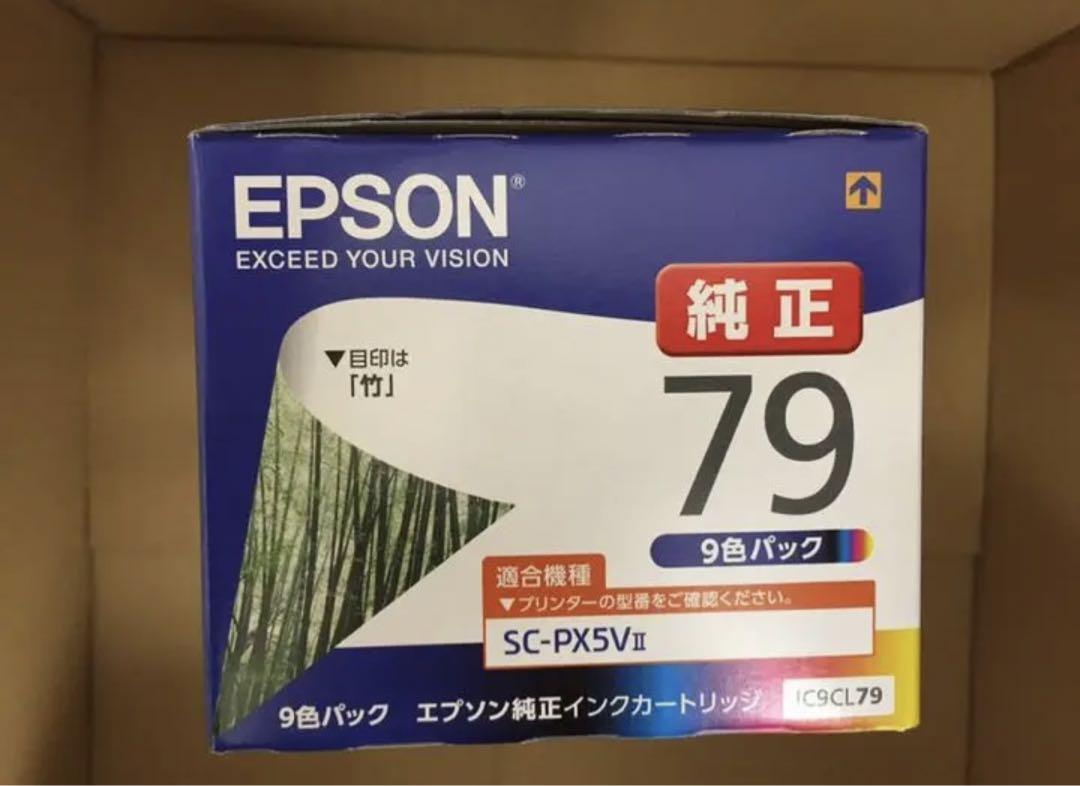 EPSON®
EXCEED YOUR VISION
純正
▼目印は
「竹」
79
9色パック
適合機種
▼プリンターの型番をご確認ください。
SC-PX5VⅡ
9色パック エプソン純正インクカートリッジ IC9CL79